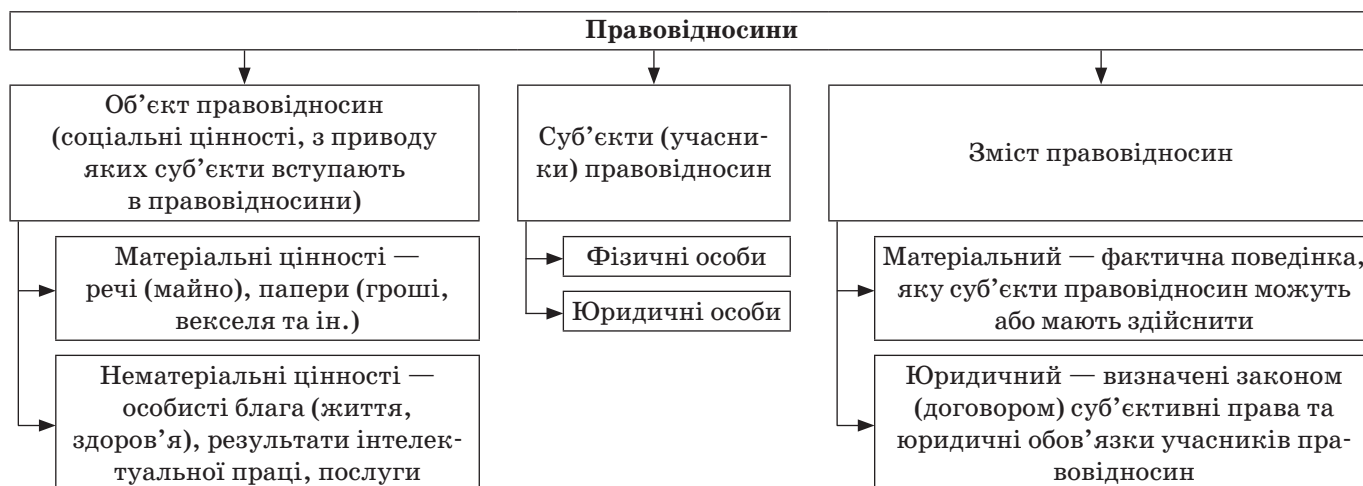 Правовідносини
Об’єкт правовідносин
(соціальні цінності, з приводу
яких суб’єкти вступають
в правовідносини)
Матеріальні цінності —
речі (майно), папери (гроші,
векселя та ін.)
Нематеріальні цінності —
особисті блага (життя,
здоров’я), результати інтелек-
туальної праці, послуги
Суб’єкти (учасни-
ки) правовідносин
Фізичні особи
Юридичні особи
Зміст правовідносин
Матеріальний — фактична поведінка,
яку суб’єкти правовідносин можуть
або мають здійснити
Юридичний — визначені законом
(договором) суб’єктивні права та
юридичні обов’язки учасників пра-
вовідносин